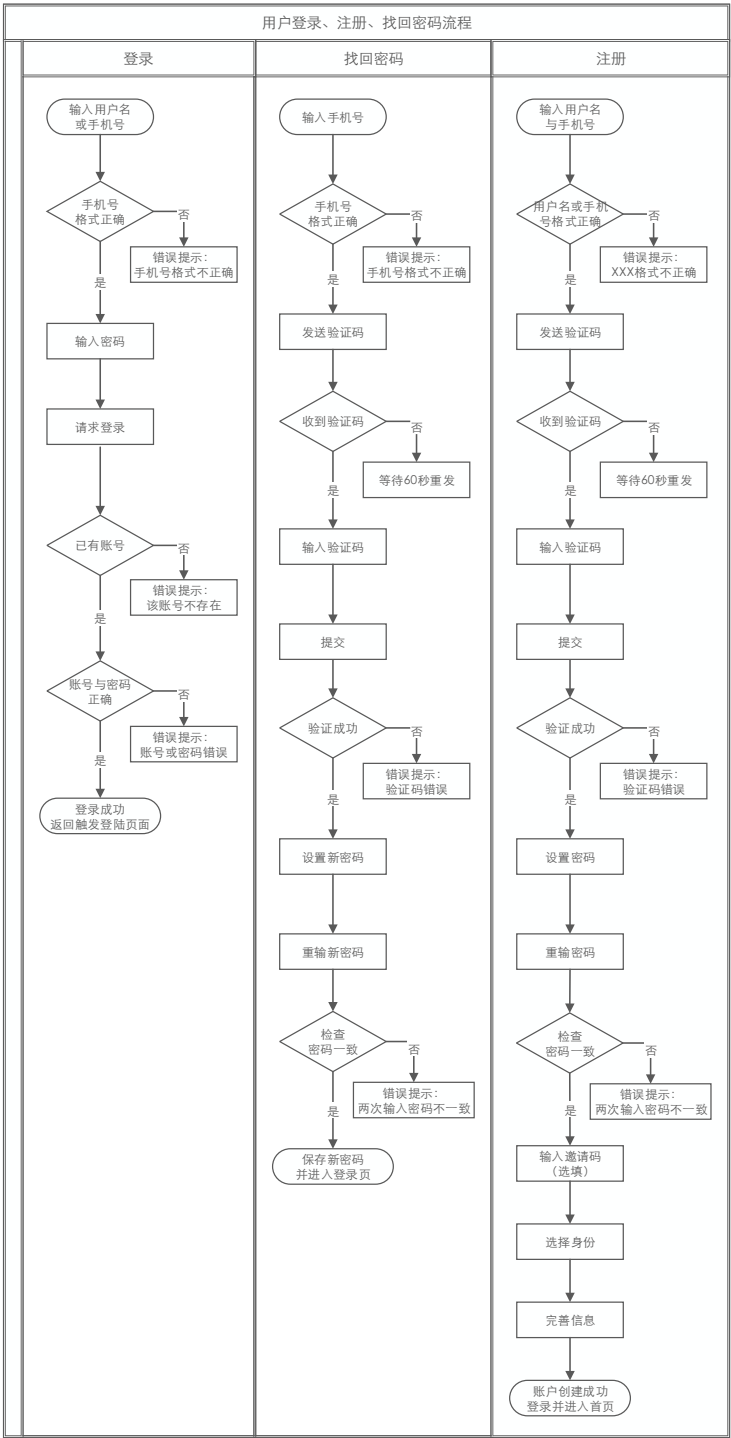 用户登录、注册、找回密码流程
登录
找回密码
注册
输入用户名
或手机号
手机号
格式正确
否
错误提示：
手机号格式不正确
是
输入密码
请求登录
已有账号
否
错误提示：
该账号不存在
是
账号与密码
正确
否
错误提示：
账号或密码错误
是
登录成功
返回触发登陆页面
输入手机号
手机号
格式正确
否
错误提示：
手机号格式不正确
是
发送验证码
收到验证码
否
等待60秒重发
是
输入验证码
提交
验证成功
否
错误提示：
验证码错误
是
设置新密码
重输新密码
检查
密码一致
否
错误提示：
两次输入密码不一致
是
保存新密码
并进入登录页
输入用户名
与手机号
用户名或手机
号格式正确
否
错误提示：
XXX格式不正确
是
发送验证码
收到验证码
否
等待60秒重发
是
输入验证码
提交
验证成功
否
错误提示：
验证码错误
是
设置密码
重输密码
检查
密码一致
否
错误提示：
两次输入密码不一致
是
输入邀请码
（选填）
选择身份
完善信息
账户创建成功
登录并进入首页